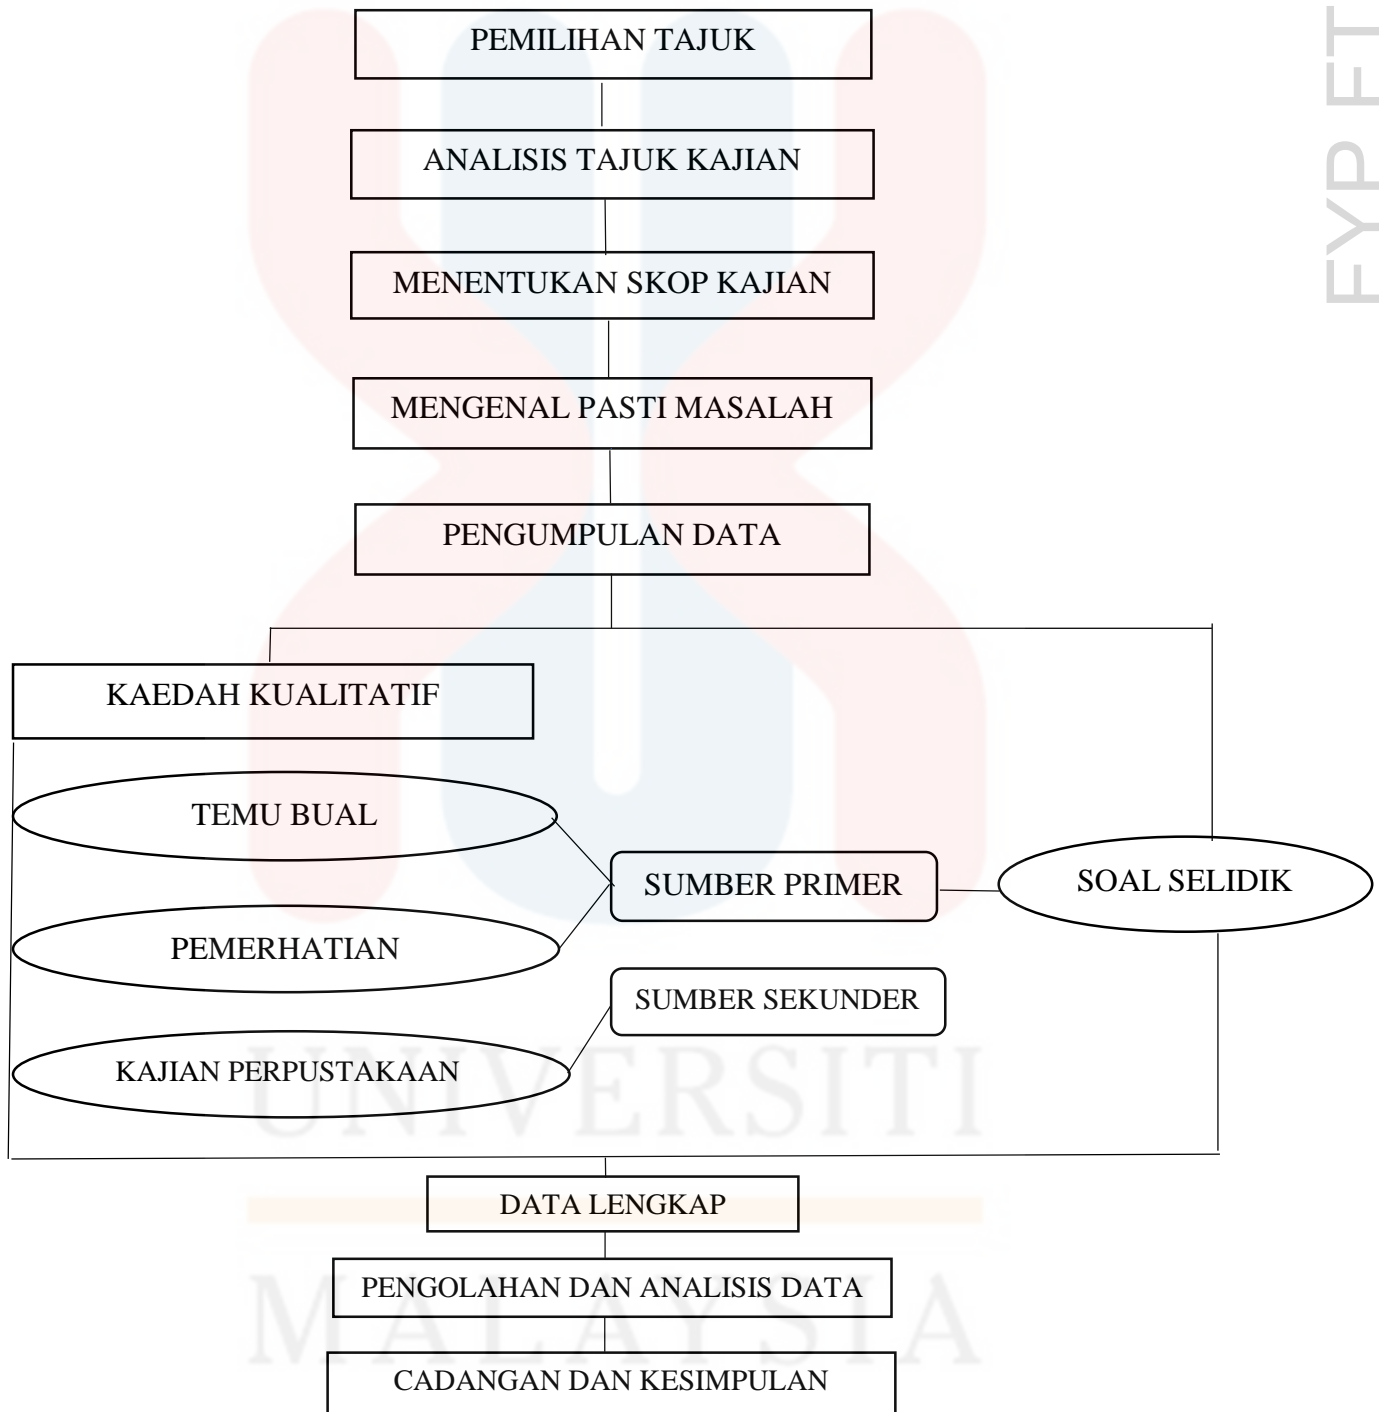 PEMILIHAN TAJUK
ANALISIS TAJUK KAJIAN
MENENTUKAN SKOP KAJIAN
MENGENAL PASTI MASALAH
PENGUMPULAN DATA
KAEDAH KUALITATIF
TEMU BUAL
SUMBER PRIMER
SOAL SELIDIK
PEMERHATIAN
SUMBER SEKUNDER
KAJIAN PERPUSTAKAAN
UNIVERSITI
DATA LENGKAP
PENGOLAHAN DAN ANALISIS DATA
MALAYSIA
CADANGAN DAN KESIMPULAN
FYP FT